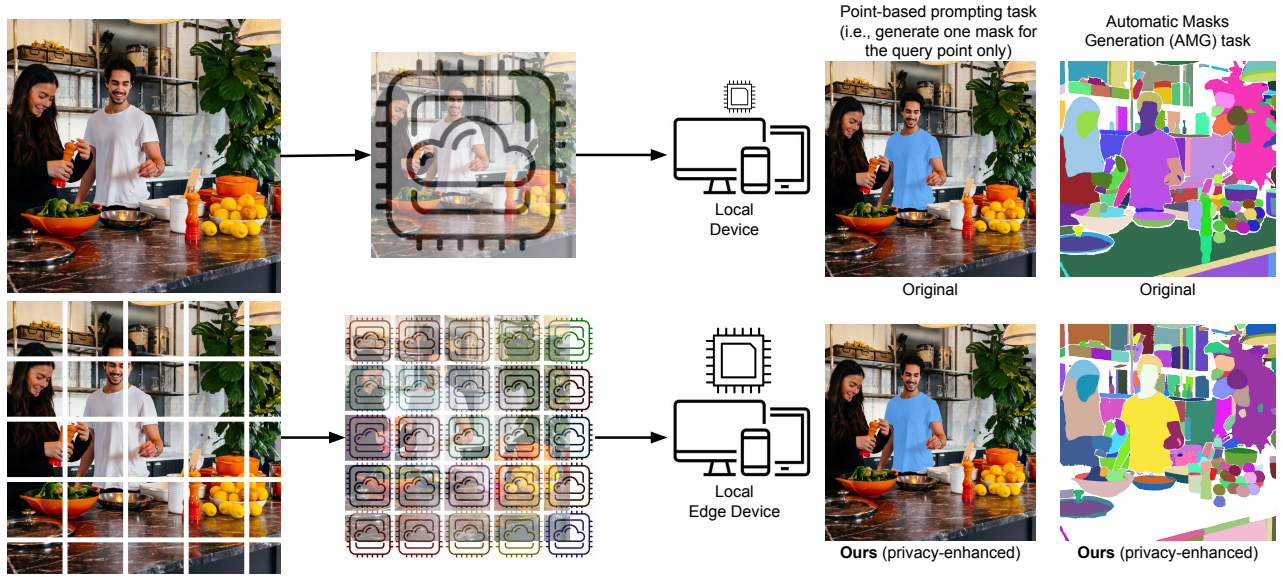 Point-based prompting task
(i.e., generate one mask for
the query point only)
Automatic Masks
Generation (AMG) task
Local
Device
Original
Original
Local
Edge Device
Ours (privacy-enhanced)
Ours (privacy-enhanced)